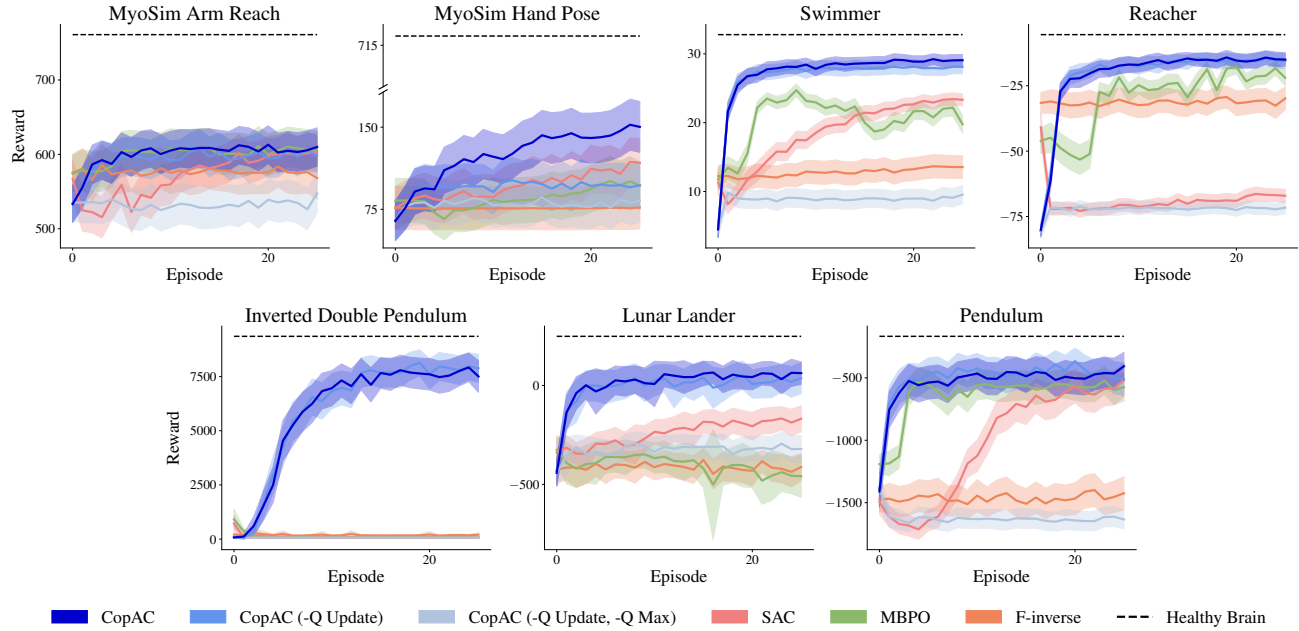 MyoSim Arm Reach
MyoSim Hand Pose
Swimmer
Reacher
Reward
700
600
500
0
20
Episode
715
150
75
0
20
Episode
30
20
10
0
20
Episode
−25
−50
−75
0
20
Episode
Inverted Double Pendulum
Lunar Lander
Pendulum
Reward
7500
5000
2500
0
0
20
Episode
0
−500
0
20
Episode
−500
−1000
−1500
0
20
Episode
CopAC
CopAC (-Q Update)
CopAC (-Q Update, -Q Max)
SAC
MBPO
F-inverse
Healthy Brain